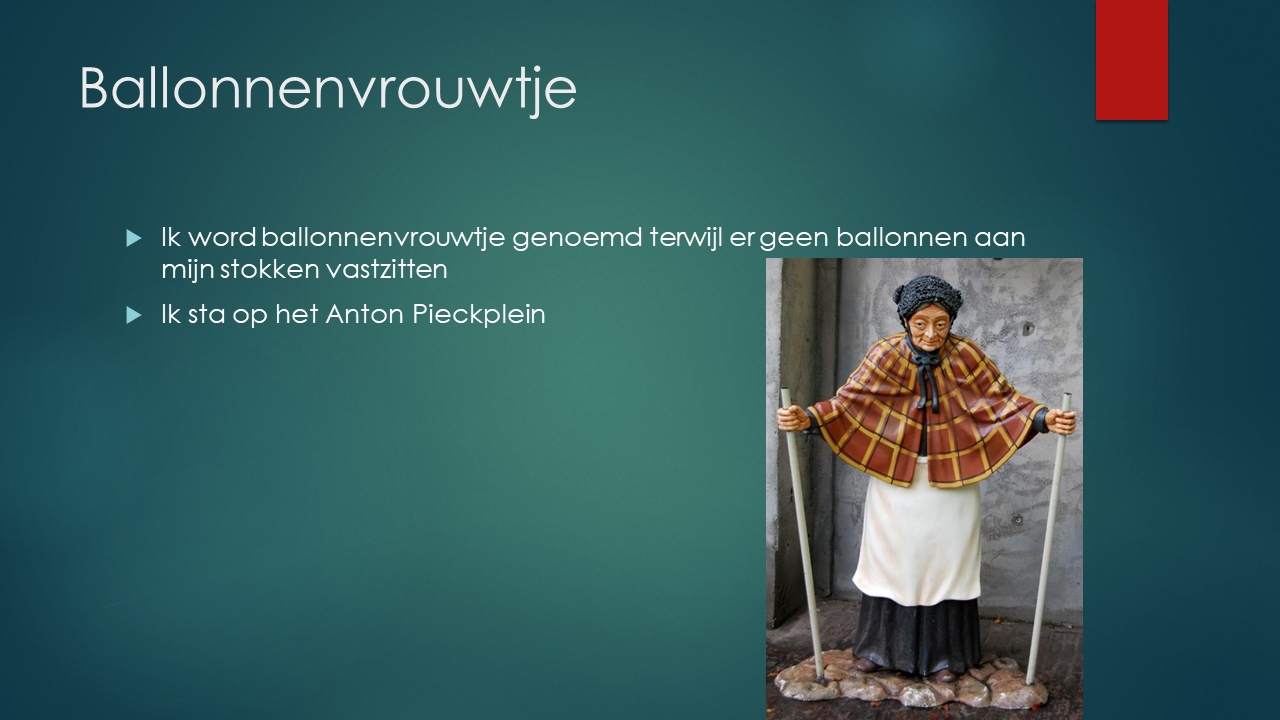 Ballonnenvrouwtje
Ik word ballonnenvrouwtje genoemd terwijl er geen ballonnen aan
mijn stokken vastzitten
Ik sta op het Anton Pieckplein